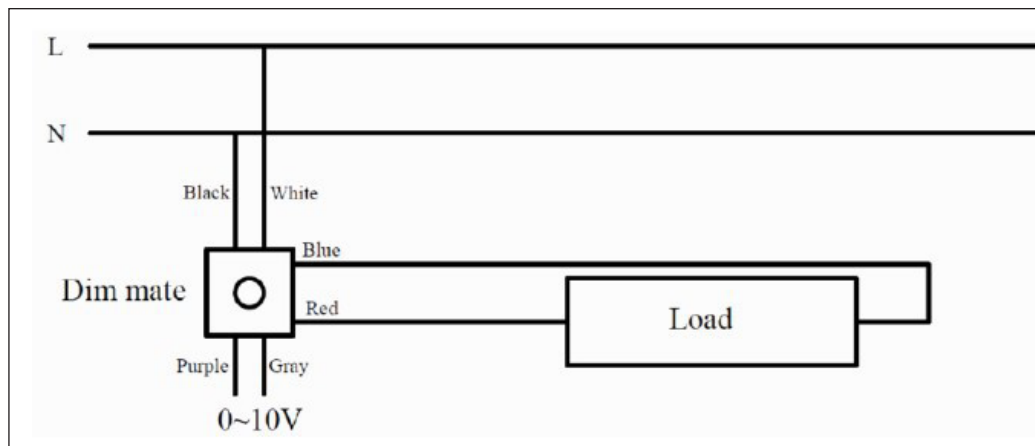 L
N
Black
White
Blue
Dim mate
Red
Load
Purple
Gray
0~10V